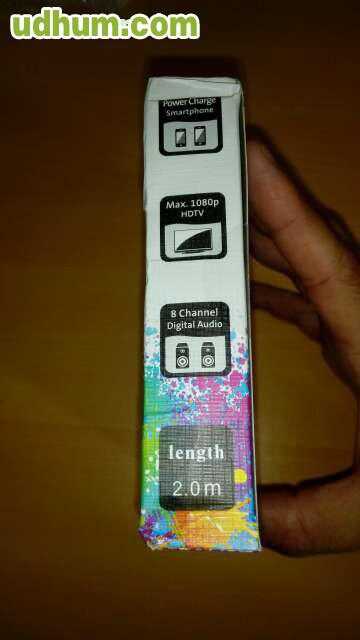 udhum.com
Power Charge
Smartphone
Max. 1080p
HDTV
8 Channel
Digital Audio
length
2.0m